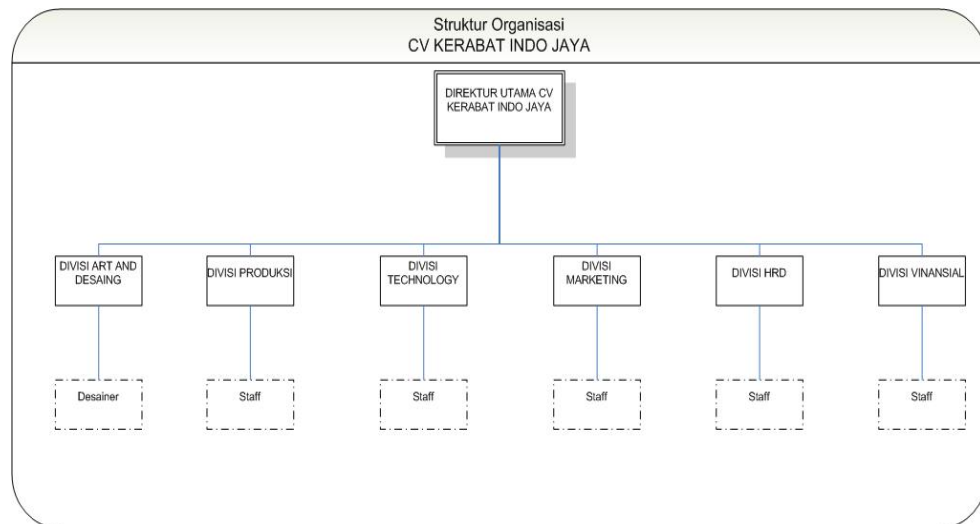 Struktur Organisasi
CV KERABAT INDO JAYA
DIREKTUR UTAMA CV
KERABAT INDO JAYA
DIVISI ART AND
DESAING
DIVISI PRODUKSI
DIVISI
TECHNOLOGY
DIVISI
MARKETING
DIVISI HRD
DIVISI VINANSIAL
Desainer
Staff
Staff
Staff
Staff
Staff